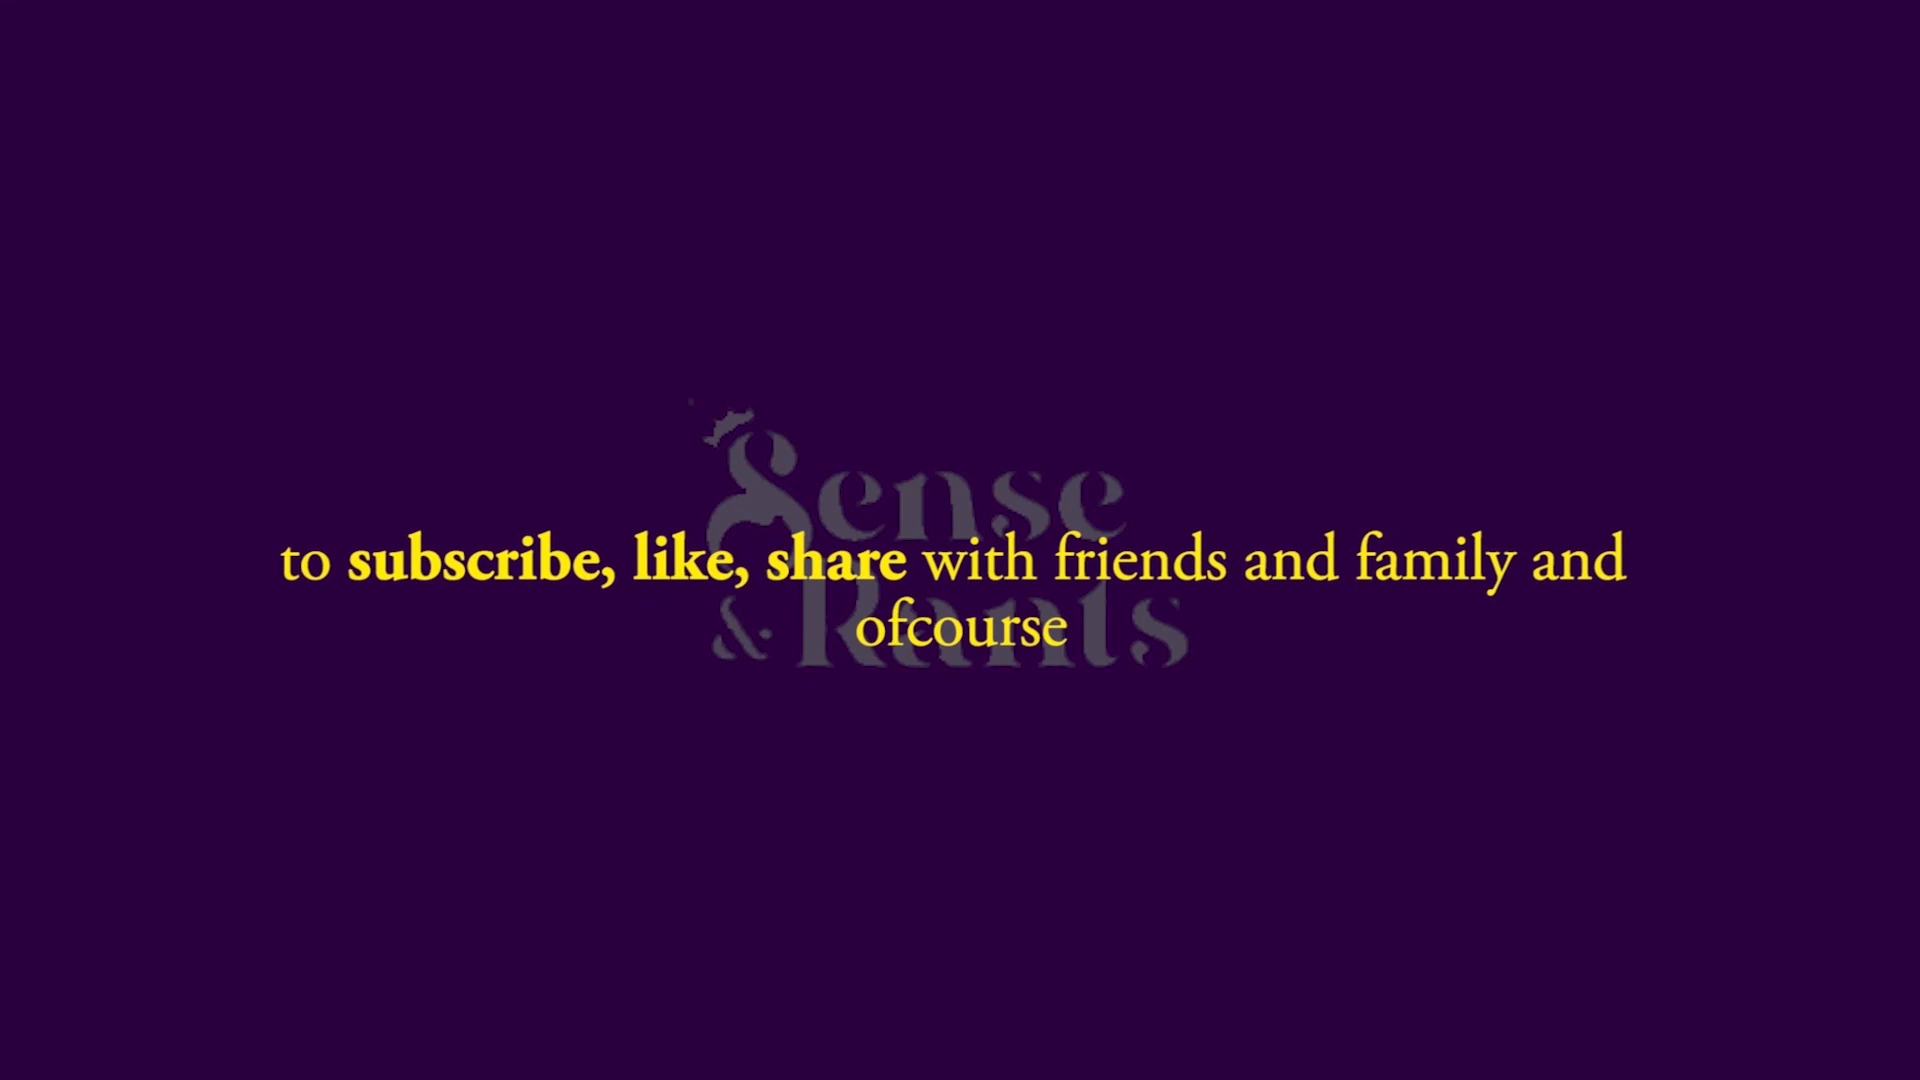 Sense
to subscribe, like, share with friends and family and
& Rants
ofcourse